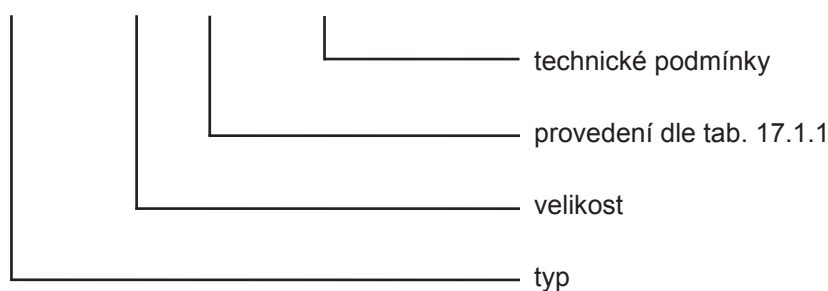 technické podmínky
provedení dle tab. 17.1.1
velikost
typ